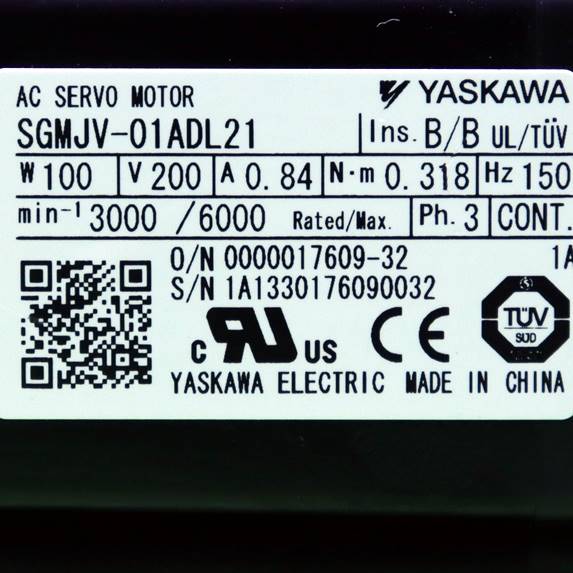 AC SERVO MOTOR YASKAWA
SGMJV-01ADL21 Ins. B/B UL/TÜV
W 100 V 200 A 0.84 N·m 0.318 Hz 150
min-1 3000 /6000 Rated/Max. Ph. 3 CONT.
O/N 0000017609-32 1A
S/N 1A1330176090032
c RU US CE TÜV SÜD
YASKAWA ELECTRIC MADE IN CHINA